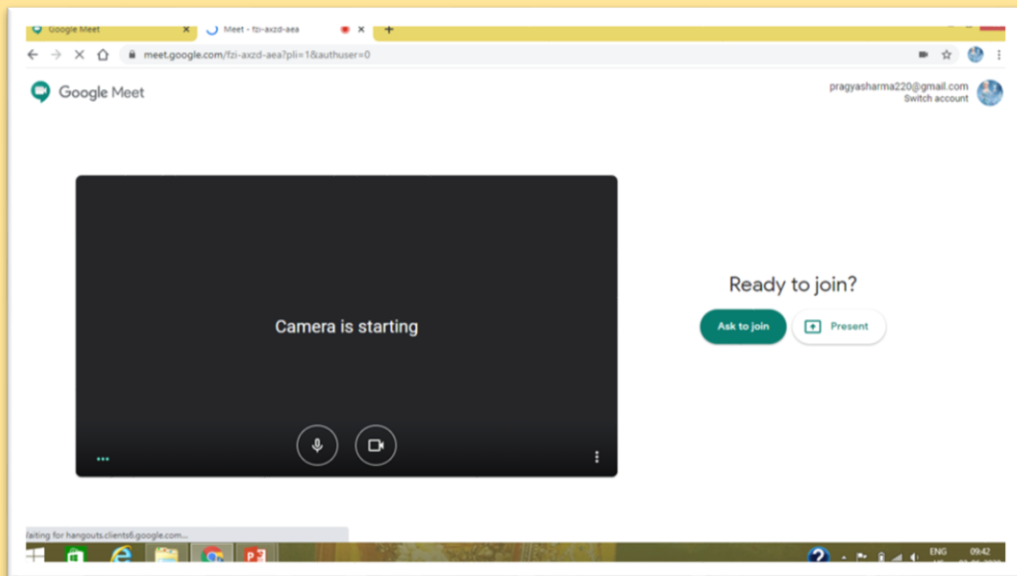 Google Meet
Meet - fzi-axzd-aea
meet.google.com/fzi-axzd-aea?pli=1&authuser=0
Google Meet
pragyasharma220@gmail.com
Switch account
Camera is starting
Ready to join?
Ask to join
Present
aiting for hangouts.clients6.google.com...
ENG
09:42